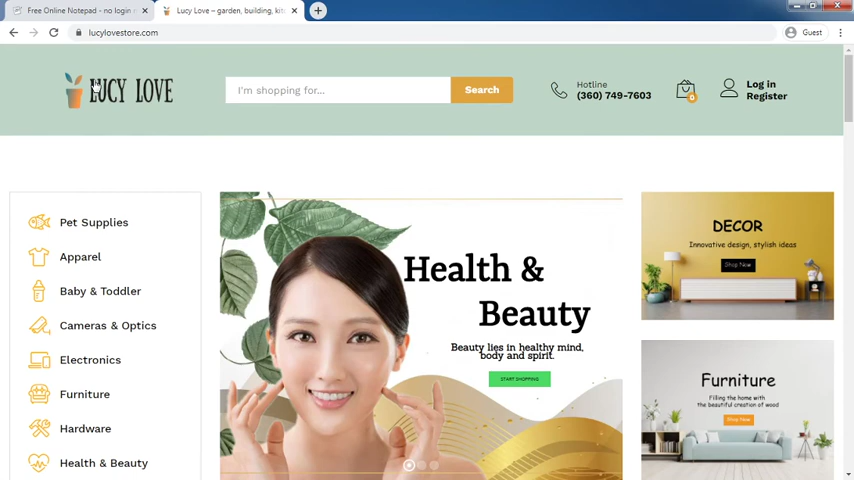 Free Online Notepad - no login r
Lucy Love – garden, building, kit
lucylovestore.com
Guest
LUCY LOVE
I'm shopping for...
Search
Hotline
(360) 749-7603
0
Log in
Register
Pet Supplies
Apparel
Baby & Toddler
Cameras & Optics
Electronics
Furniture
Hardware
Health & Beauty
Health &
Beauty
Beauty lies in healthy mind,
body and spirit.
START SHOPPING
DECOR
Innovative design, stylish ideas
Shop Now
Furniture
Filling the home with
the beautiful creation of wood
Shop Now